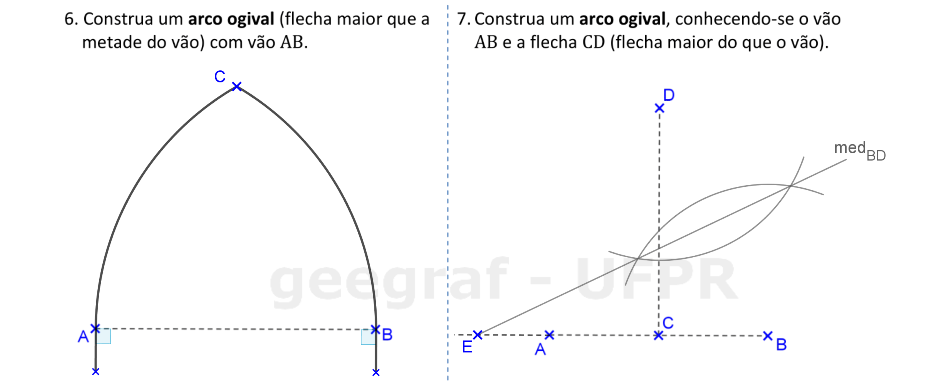 6. Construa um arco ogival (flecha maior que a
metade do vão) com vão AB.
C
A
B
7. Construa um arco ogival, conhecendo-se o vão
AB e a flecha CD (flecha maior do que o vão).
D
med_BD
C
E
A
B
geegraf - UFPR